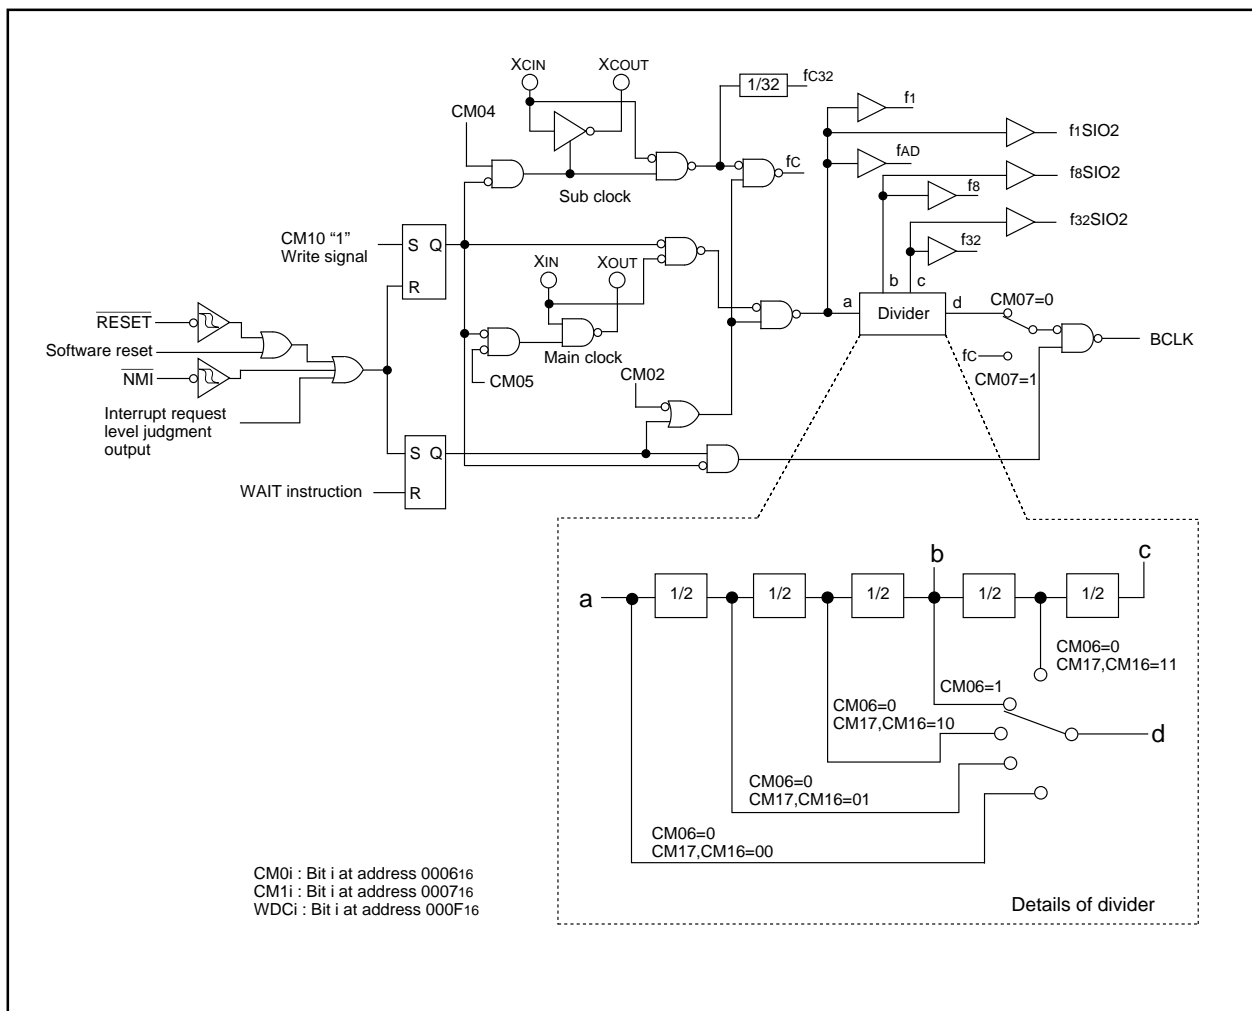 XCIN
XCOUT
1/32
fC32
CM04
f1
f1SIO2
fAD
fC
f8SIO2
Sub clock
f8
CM10 “1”
Write signal
S Q
R
f32SIO2
f32
XIN
XOUT
b c
a
Divider
d
CM07=0
RESET
Software reset
NMI
Main clock
BCLK
fC
CM07=1
CM05
CM02
Interrupt request
level judgment
output
S Q
R
WAIT instruction
b
c
a
1/2
1/2
1/2
1/2
1/2
CM06=0
CM17,CM16=11
CM06=1
CM06=0
CM17,CM16=10
d
CM06=0
CM17,CM16=01
CM06=0
CM17,CM16=00
CM0i : Bit i at address 000616
CM1i : Bit i at address 000716
WDCi : Bit i at address 000F16
Details of divider